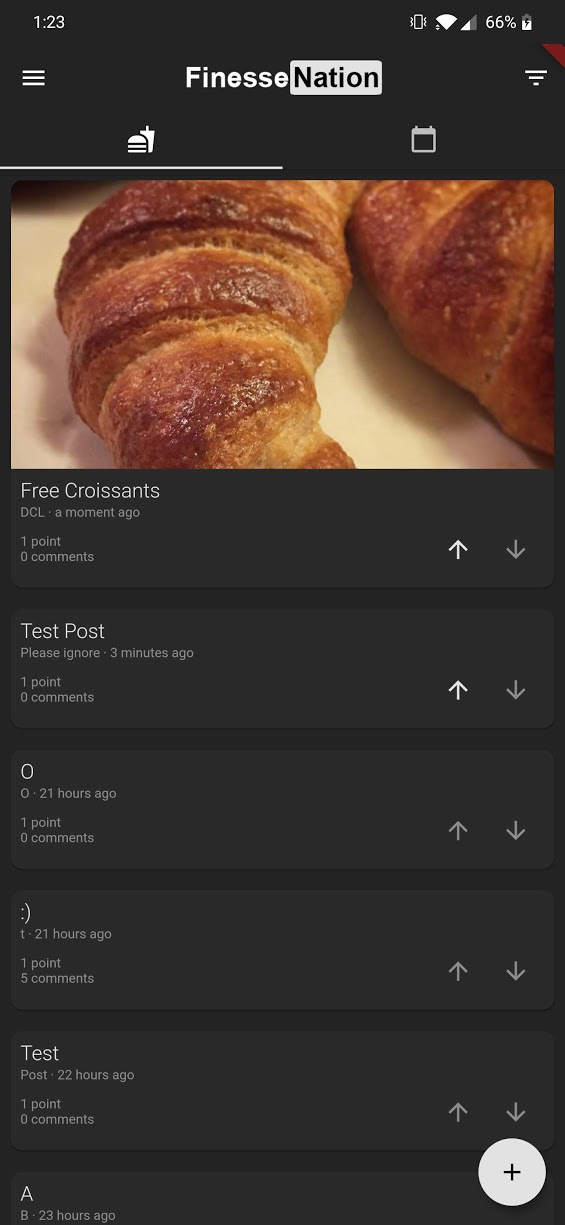 1:23
66%
FinesseNation
Free Croissants
DCL · a moment ago
1 point
0 comments
Test Post
Please ignore · 3 minutes ago
1 point
0 comments
O
O · 21 hours ago
1 point
0 comments
:)
t · 21 hours ago
1 point
5 comments
Test
Post · 22 hours ago
1 point
0 comments
A
B · 23 hours ago